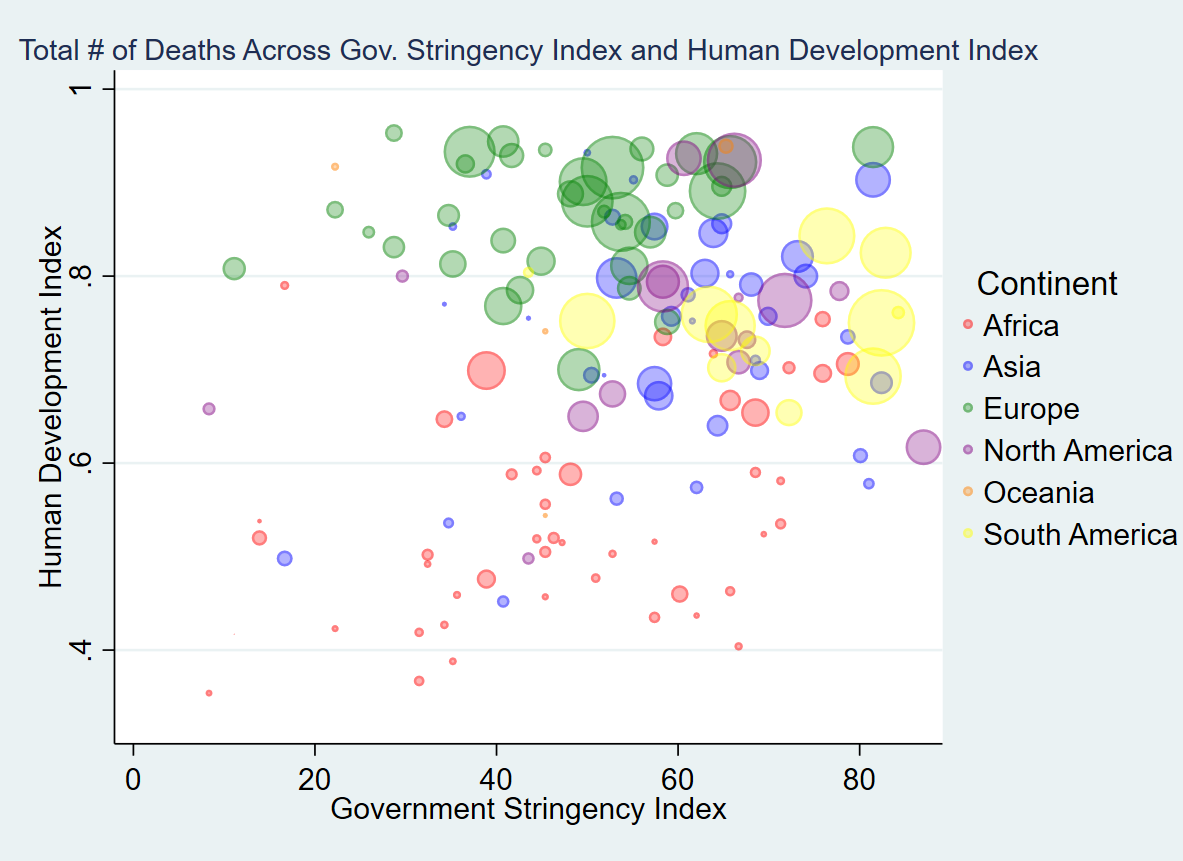 Total # of Deaths Across Gov. Stringency Index and Human Development Index
Human Development Index
1
.8
.6
.4
0 20 40 60 80
Government Stringency Index
Continent
Africa
Asia
Europe
North America
Oceania
South America